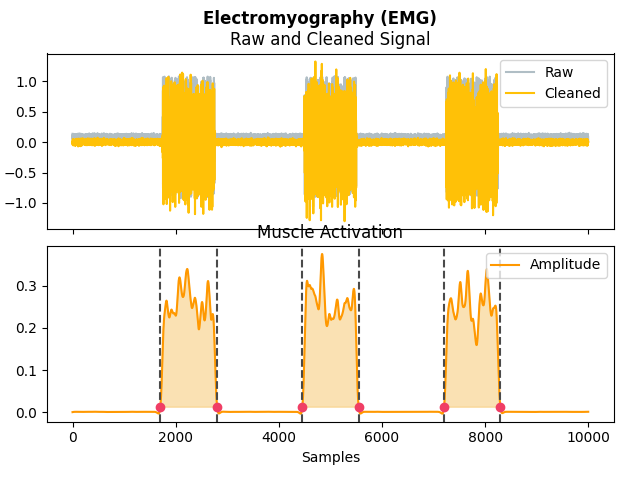 Electromyography (EMG)
Raw and Cleaned Signal
Raw
Cleaned
1.0
0.5
0.0
−0.5
−1.0
Muscle Activation
Amplitude
0.3
0.2
0.1
0.0
0 2000 4000 6000 8000 10000
Samples